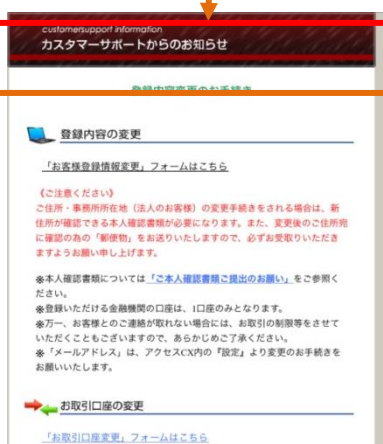 customersupport information
カスタマーサポートからのお知らせ
登録内容変更のお手続き
登録内容の変更
「お客様登録情報変更」フォームはこちら
《ご注意ください》
ご住所・事務所所在地（法人のお客様）の変更手続きをされる場合は、新
住所が確認できる本人確認書類が必要になります。また、変更後のご住所宛
に確認の為の「郵便物」をお送りいたしますので、必ずお受取りいただき
ますようお願い申し上げます。
※本人確認書類については「ご本人確認書類ご提出のお願い」をご参照く
ださい。
※登録いただける金融機関の口座は、1口座のみとなります。
※万一、お客様とのご連絡が取れない場合には、お取引の制限等をさせて
いただくこともございますので、あらかじめご了承ください。
※「メールアドレス」は、アクセスCX内の『設定』より変更のお手続きを
お願いいたします。
お取引口座の変更
「お取引口座変更」フォームはこちら